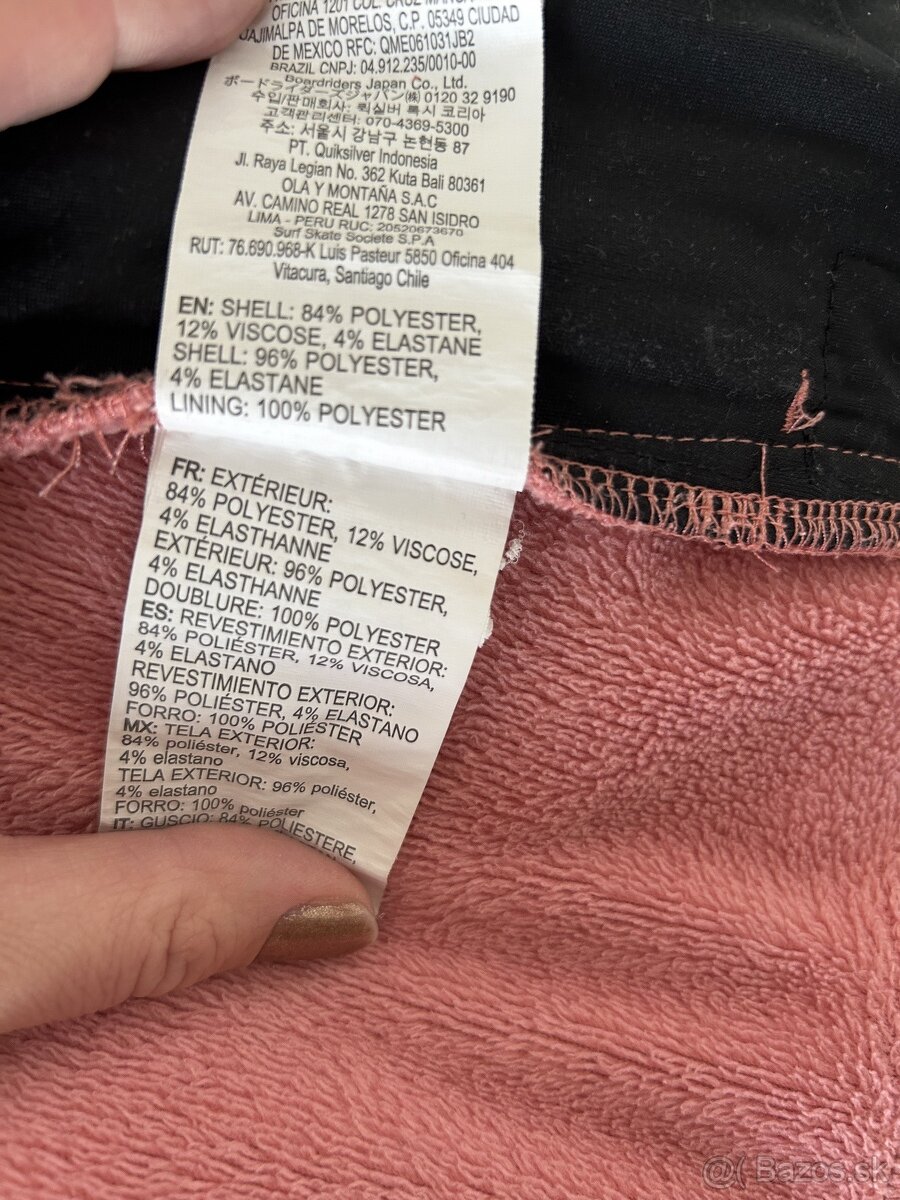 OFICINA 1201 COL. CRUZ
CUAJIMALPA DE MORELOS, C.P. 05349 CIUDAD
DE MEXICO RFC: QME061031JB2
BRAZIL CNPJ: 04.912.235/0010-00
Boardriders Japan Co., Ltd.
ボードライダーズジャパン(株) 0120 32 9190
수입/판매회사: 퀵실버 록시 코리아
고객관리센터: 070-4369-5300
주소: 서울시 강남구 논현동 87
PT. Quiksilver Indonesia
Jl. Raya Legian No. 362 Kuta Bali 80361
OLA Y MONTAÑA S.A.C
AV. CAMINO REAL 1278 SAN ISIDRO
LIMA - PERU RUC: 20520673670
Surf Skate Societe S.P.A
RUT: 76.690.968-K Luis Pasteur 5850 Oficina 404
Vitacura, Santiago Chile
EN: SHELL: 84% POLYESTER,
12% VISCOSE, 4% ELASTANE
SHELL: 96% POLYESTER,
4% ELASTANE
LINING: 100% POLYESTER
FR: EXTÉRIEUR:
84% POLYESTER, 12% VISCOSE,
4% ELASTHANNE
EXTÉRIEUR: 96% POLYESTER,
4% ELASTHANNE
DOUBLURE: 100% POLYESTER
ES: REVESTIMIENTO EXTERIOR:
84% POLIÉSTER, 12% VISCOSA,
4% ELASTANO
REVESTIMIENTO EXTERIOR:
96% POLIÉSTER, 4% ELASTANO
FORRO: 100% POLIÉSTER
MX: TELA EXTERIOR:
84% poliéster, 12% viscosa,
4% elastano
TELA EXTERIOR: 96% poliéster,
4% elastano
FORRO: 100% poliéster
IT: GUSCIO: 84% POLIESTERE,
@( Bazos.sk